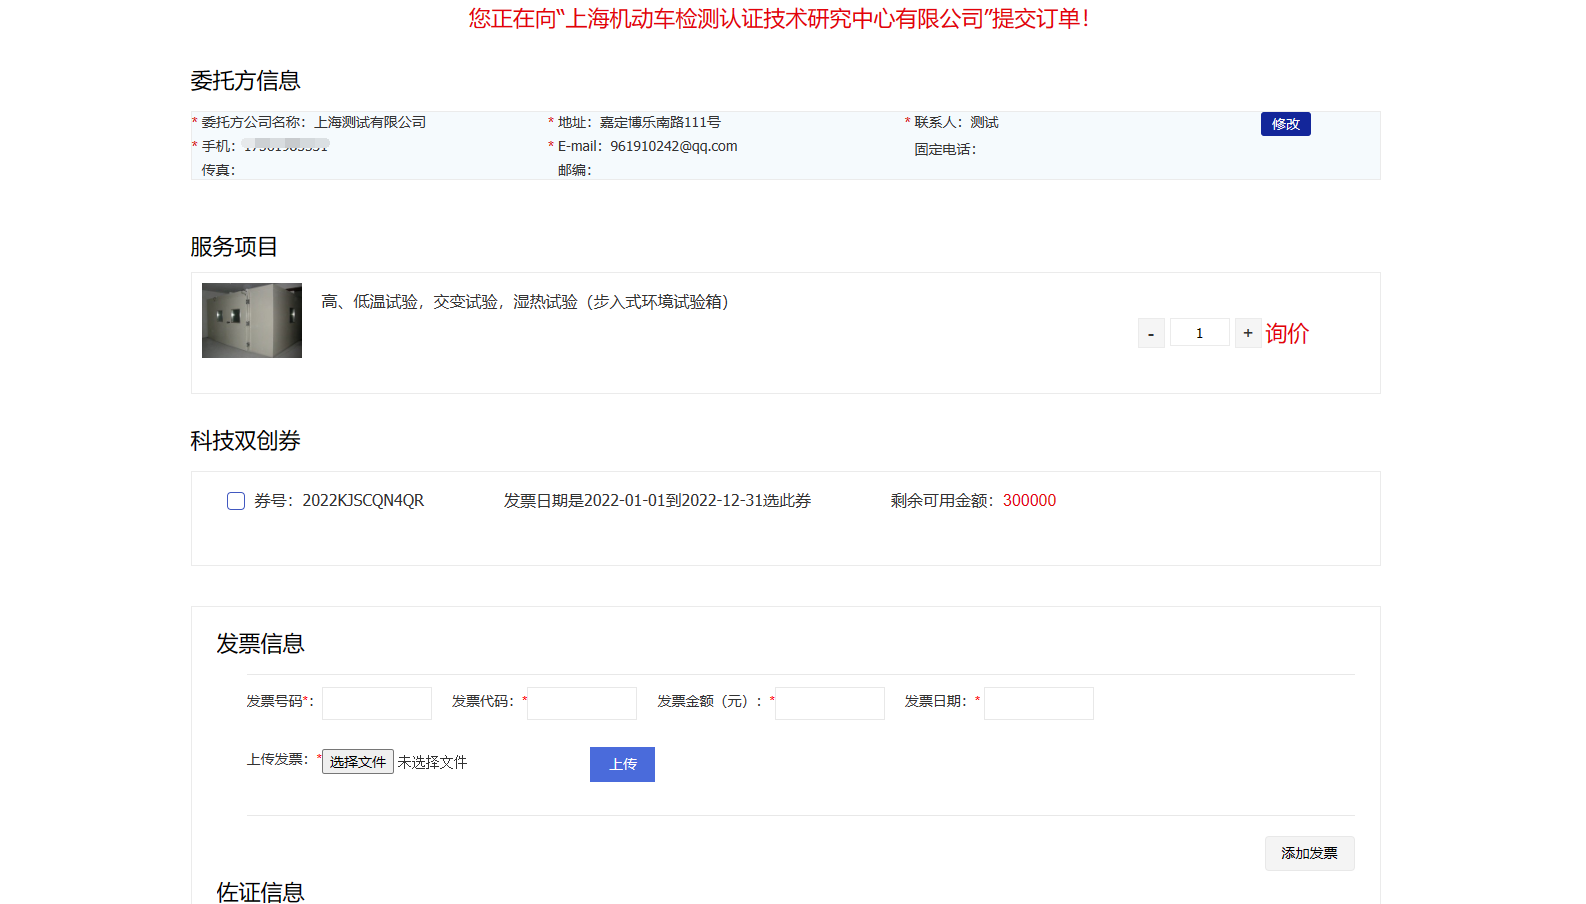 您正在向“上海机动车检测认证技术研究中心有限公司”提交订单！
委托方信息
* 委托方公司名称：上海测试有限公司 * 地址：嘉定博乐南路111号 * 联系人：测试 修改
* 手机： * E-mail：961910242@qq.com 固定电话：
传真： 邮编：
服务项目
高、低温试验，交变试验，湿热试验（步入式环境试验箱）
- 1 + 询价
科技双创券
券号：2022KJSCQN4QR 发票日期是2022-01-01到2022-12-31选此券 剩余可用金额：300000
发票信息
发票号码*： 发票代码：* 发票金额（元）：* 发票日期：*
上传发票：* 选择文件 未选择文件 上传
添加发票
佐证信息